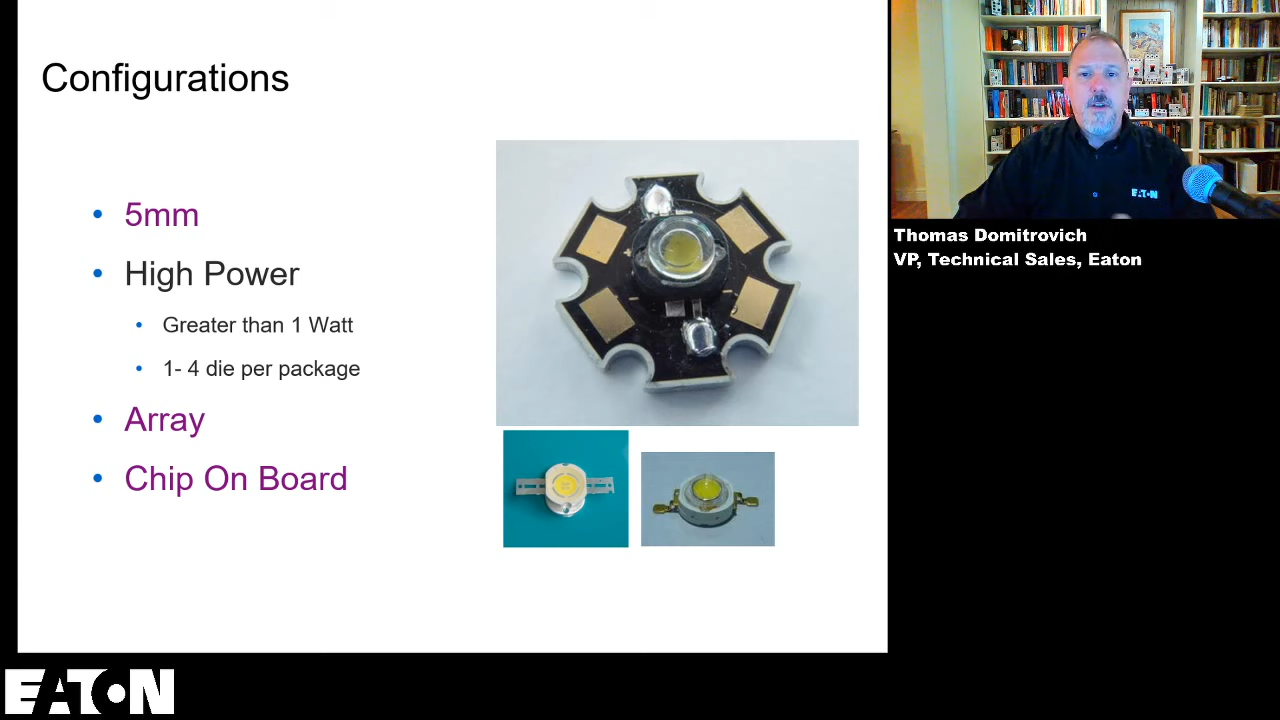 Configurations
• 5mm
• High Power
• Greater than 1 Watt
• 1- 4 die per package
• Array
• Chip On Board
EATON
Thomas Domitrovich
VP, Technical Sales, Eaton
EATON